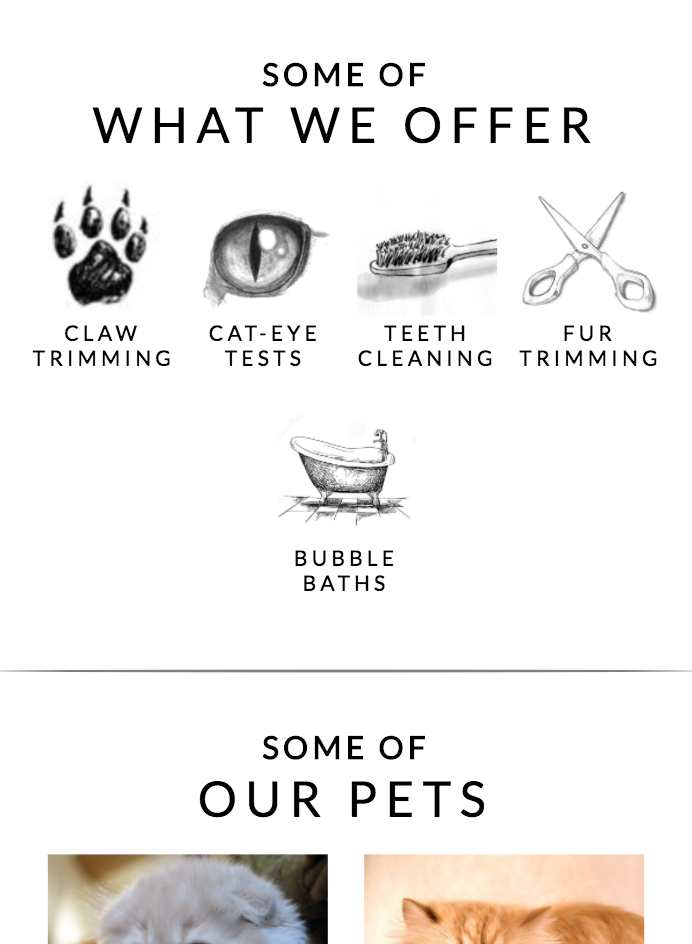 SOME OF
WHAT WE OFFER
CLAW
TRIMMING
CAT-EYE
TESTS
TEETH
CLEANING
FUR
TRIMMING
BUBBLE
BATHS
SOME OF
OUR PETS